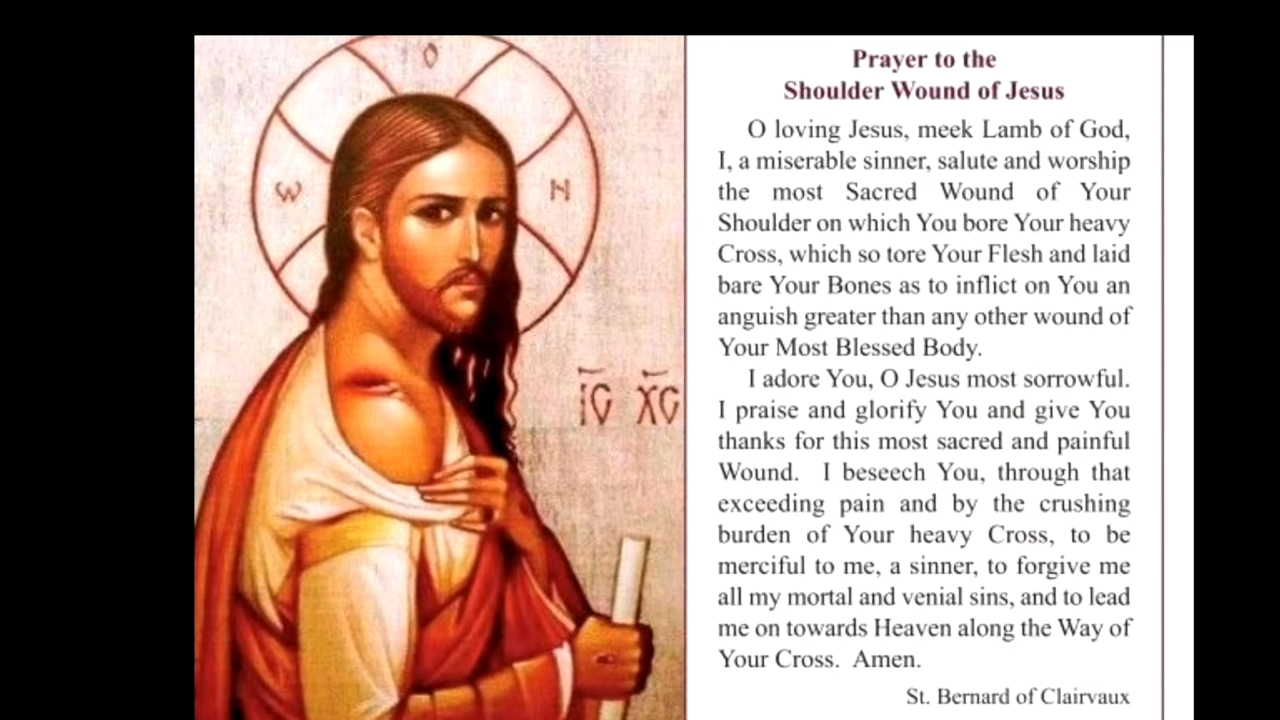 Ο
ω
Ν
ІС ХС
Prayer to the
Shoulder Wound of Jesus
O loving Jesus, meek Lamb of God,
I, a miserable sinner, salute and worship
the most Sacred Wound of Your
Shoulder on which You bore Your heavy
Cross, which so tore Your Flesh and laid
bare Your Bones as to inflict on You an
anguish greater than any other wound of
Your Most Blessed Body.
I adore You, O Jesus most sorrowful.
I praise and glorify You and give You
thanks for this most sacred and painful
Wound. I beseech You, through that
exceeding pain and by the crushing
burden of Your heavy Cross, to be
merciful to me, a sinner, to forgive me
all my mortal and venial sins, and to lead
me on towards Heaven along the Way of
Your Cross. Amen.
St. Bernard of Clairvaux